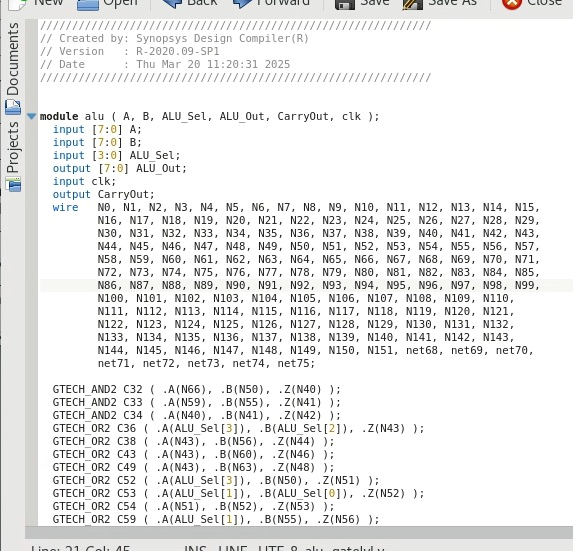 New Open Back Forward Save Save As Close
Documents
Projects
////////////////////////////////////////////////////////////////
// Created by: Synopsys Design Compiler(R)
// Version   : R-2020.09-SP1
// Date      : Thu Mar 20 11:20:31 2025
////////////////////////////////////////////////////////////////
module alu ( A, B, ALU_Sel, ALU_Out, CarryOut, clk );
input [7:0] A;
input [7:0] B;
input [3:0] ALU_Sel;
output [7:0] ALU_Out;
input clk;
output CarryOut;
wire   N0, N1, N2, N3, N4, N5, N6, N7, N8, N9, N10, N11, N12, N13, N14, N15,
N16, N17, N18, N19, N20, N21, N22, N23, N24, N25, N26, N27, N28, N29,
N30, N31, N32, N33, N34, N35, N36, N37, N38, N39, N40, N41, N42, N43,
N44, N45, N46, N47, N48, N49, N50, N51, N52, N53, N54, N55, N56, N57,
N58, N59, N60, N61, N62, N63, N64, N65, N66, N67, N68, N69, N70, N71,
N72, N73, N74, N75, N76, N77, N78, N79, N80, N81, N82, N83, N84, N85,
N86, N87, N88, N89, N90, N91, N92, N93, N94, N95, N96, N97, N98, N99,
N100, N101, N102, N103, N104, N105, N106, N107, N108, N109, N110,
N111, N112, N113, N114, N115, N116, N117, N118, N119, N120, N121,
N122, N123, N124, N125, N126, N127, N128, N129, N130, N131, N132,
N133, N134, N135, N136, N137, N138, N139, N140, N141, N142, N143,
N144, N145, N146, N147, N148, N149, N150, N151, net68, net69, net70,
net71, net72, net73, net74, net75;
GTECH_AND2 C32 ( .A(N66), .B(N50), .Z(N40) );
GTECH_AND2 C33 ( .A(N59), .B(N55), .Z(N41) );
GTECH_AND2 C34 ( .A(N40), .B(N41), .Z(N42) );
GTECH_OR2 C36 ( .A(ALU_Sel[3]), .B(ALU_Sel[2]), .Z(N43) );
GTECH_OR2 C38 ( .A(N43), .B(N56), .Z(N44) );
GTECH_OR2 C43 ( .A(N43), .B(N60), .Z(N46) );
GTECH_OR2 C49 ( .A(N43), .B(N63), .Z(N48) );
GTECH_OR2 C52 ( .A(ALU_Sel[3]), .B(N50), .Z(N51) );
GTECH_OR2 C53 ( .A(ALU_Sel[1]), .B(ALU_Sel[0]), .Z(N52) );
GTECH_OR2 C54 ( .A(N51), .B(N52), .Z(N53) );
GTECH_OR2 C59 ( .A(ALU_Sel[1]), .B(N55), .Z(N56) );
Line: 21 Col: 45 INS LINE UTF-8